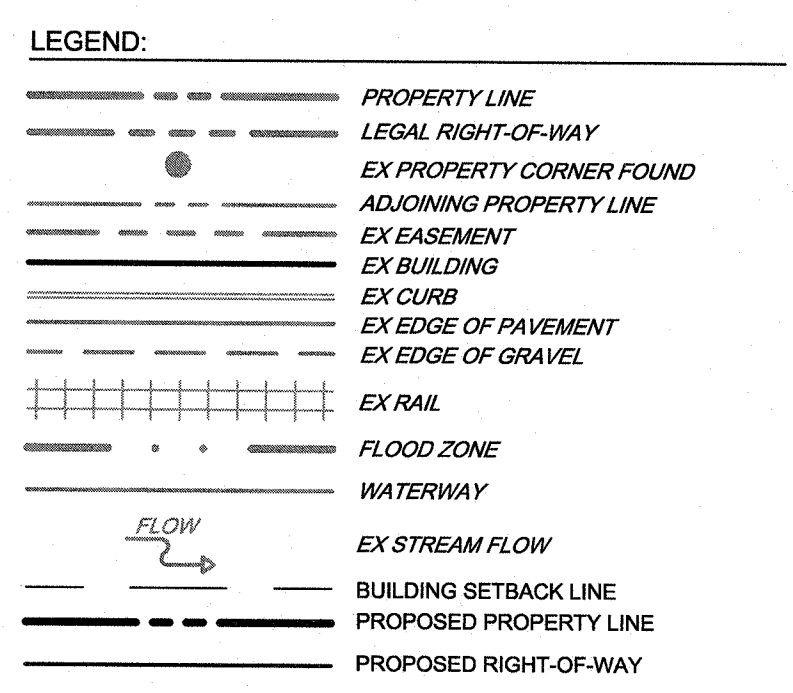 LEGEND:
PROPERTY LINE
LEGAL RIGHT-OF-WAY
EX PROPERTY CORNER FOUND
ADJOINING PROPERTY LINE
EX EASEMENT
EX BUILDING
EX CURB
EX EDGE OF PAVEMENT
EX EDGE OF GRAVEL
EX RAIL
FLOOD ZONE
WATERWAY
FLOW
EX STREAM FLOW
BUILDING SETBACK LINE
PROPOSED PROPERTY LINE
PROPOSED RIGHT-OF-WAY